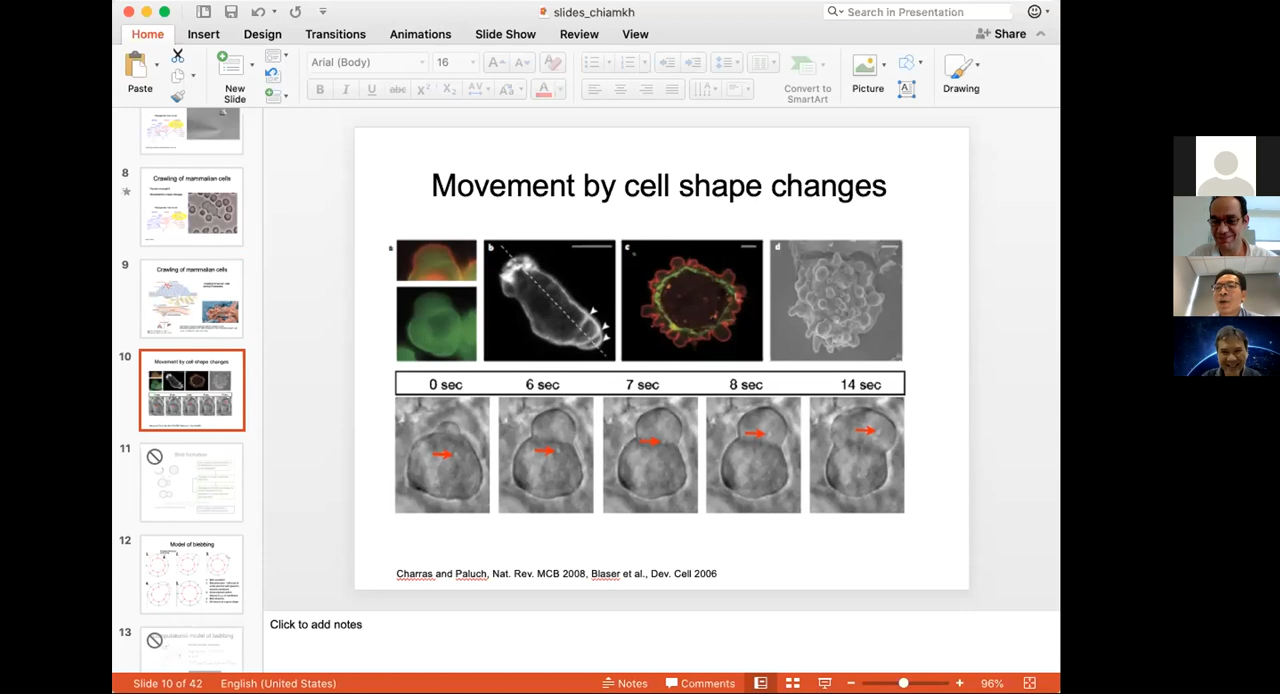 slides_chiamkh
Search in Presentation
Home Insert Design Transitions Animations Slide Show Review View Share
Paste
New
Slide
Arial (Body) 16
B I U abc X² X₂ AV
Convert to
SmartArt
Picture
Drawing
8
Crawling of mammalian cells
9
Crawling of mammalian cells
10
Movement by cell shape changes
11
12
Model of blebbing
13
Movement by cell shape changes
a b c d
0 sec 6 sec 7 sec 8 sec 14 sec
Charras and Paluch, Nat. Rev. MCB 2008, Blaser et al., Dev. Cell 2006
Click to add notes
Slide 10 of 42 English (United States) Notes Comments 96%